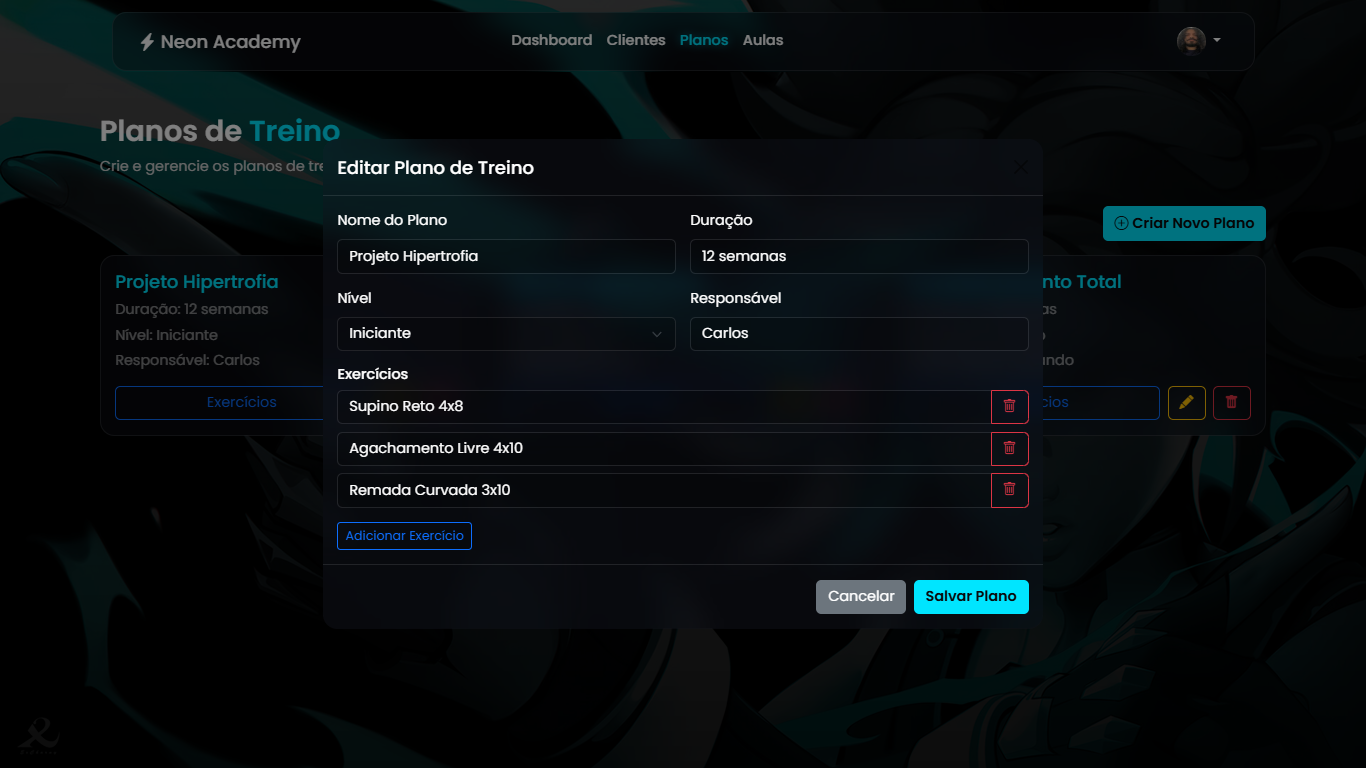 Neon Academy
Dashboard Clientes Planos Aulas
Planos de Treino
Crie e gerencie os planos de tre
Editar Plano de Treino
Criar Novo Plano
Nome do Plano
Duração
Projeto Hipertrofia
12 semanas
Nível
Responsável
Iniciante
Carlos
Exercícios
Supino Reto 4x8
Agachamento Livre 4x10
Remada Curvada 3x10
Adicionar Exercicio
Cancelar
Salvar Plano
Projeto Hipertrofia
Duração: 12 semanas
Nível: Iniciante
Responsável: Carlos
Exercícios
nto Total
as
o
ando
cios